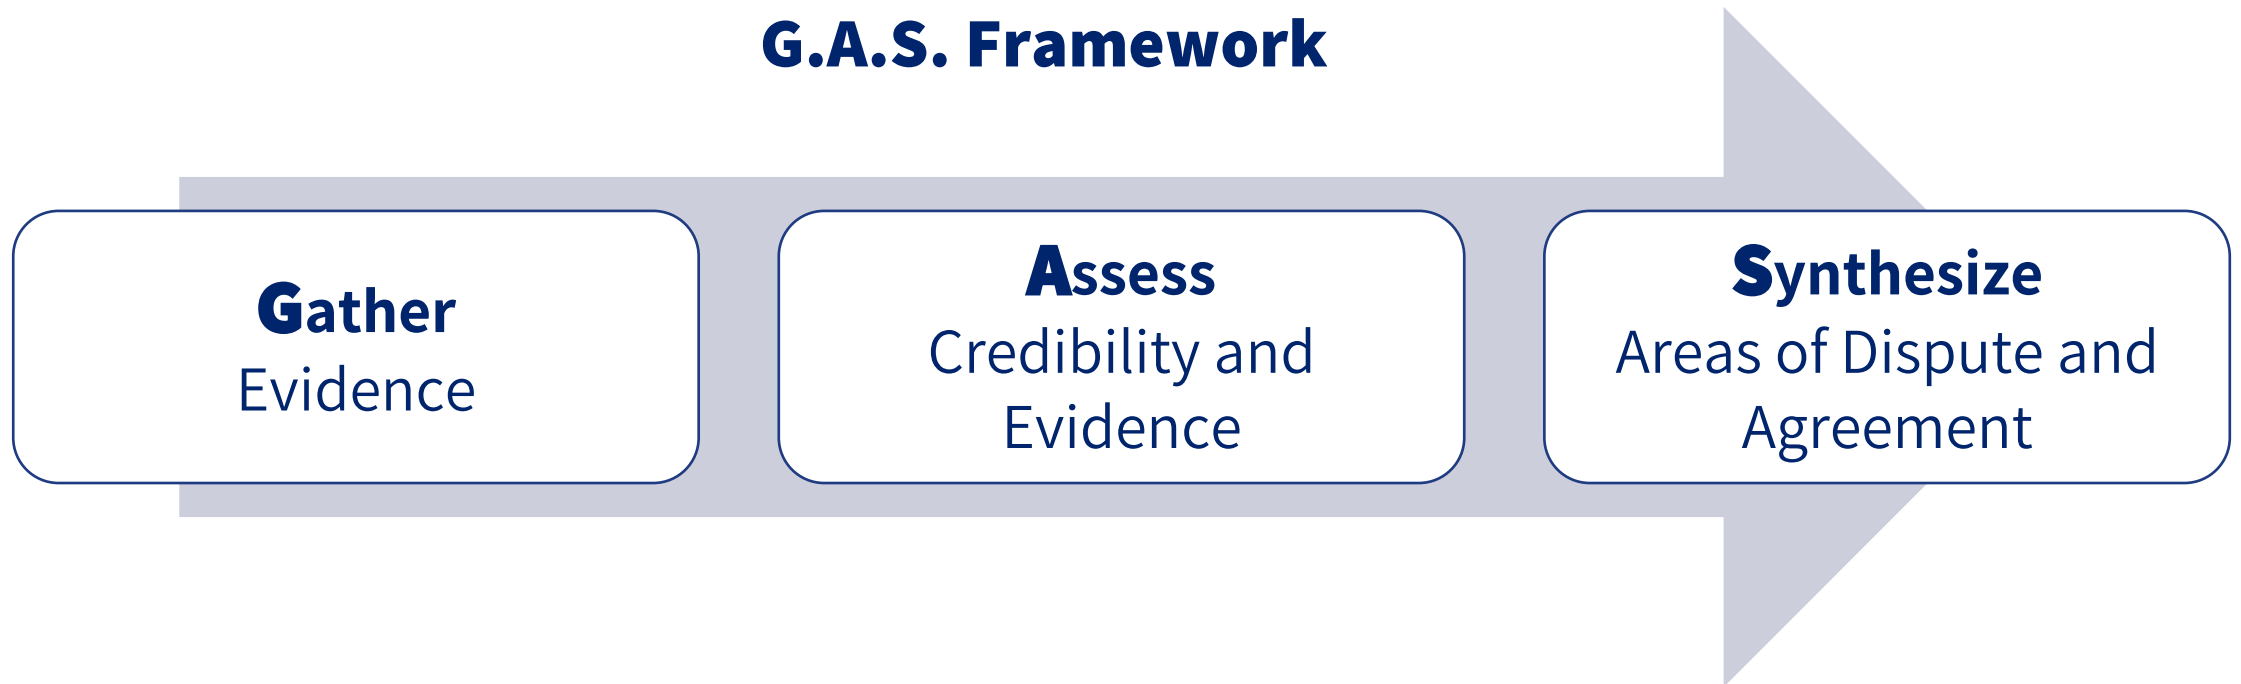 G.A.S. Framework
Gather
Evidence
Assess
Credibility and
Evidence
Synthesize
Areas of Dispute and
Agreement